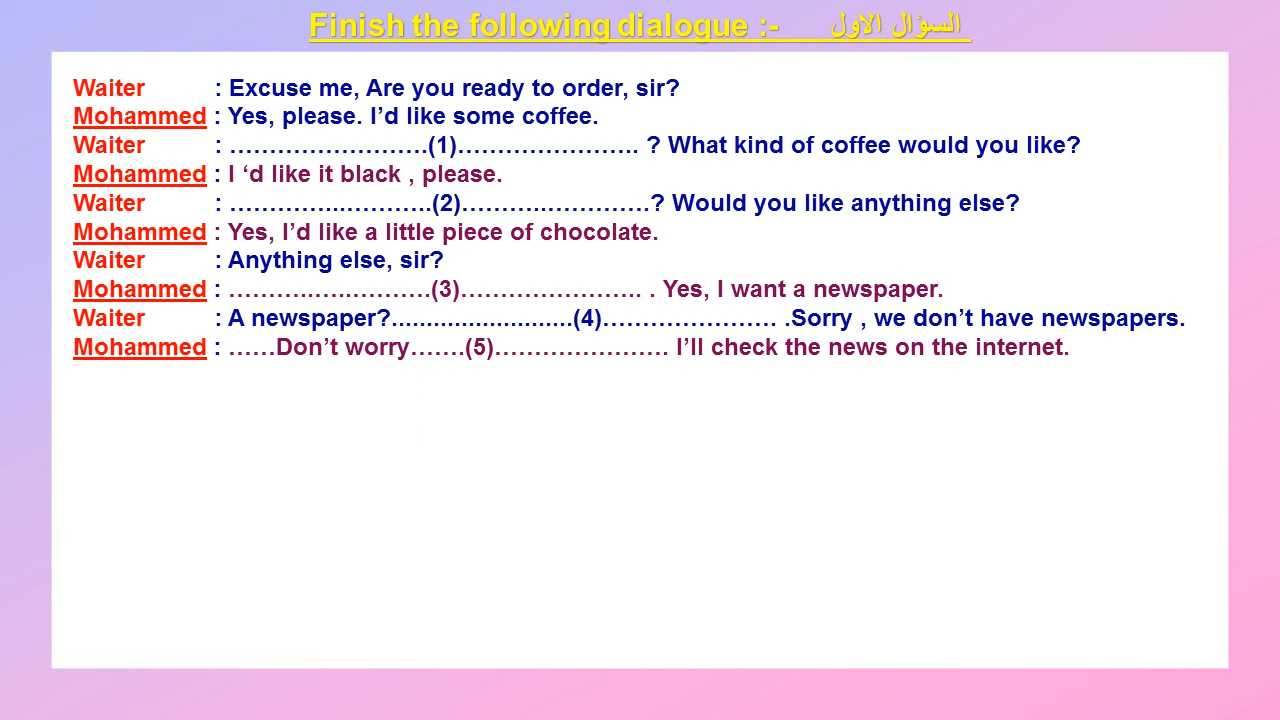 Finish the following dialogue :- السؤال الاول
Waiter : Excuse me, Are you ready to order, sir?
Mohammed : Yes, please. I’d like some coffee.
Waiter : …………………….(1)………………….. ? What kind of coffee would you like?
Mohammed : I ‘d like it black , please.
Waiter : …………...………..(2)………..………….? Would you like anything else?
Mohammed : Yes, I’d like a little piece of chocolate.
Waiter : Anything else, sir?
Mohammed : ………..…..……….(3)………………….. . Yes, I want a newspaper.
Waiter : A newspaper?..........................(4)…………………. .Sorry , we don’t have newspapers.
Mohammed : ……Don’t worry…….(5)…………………. I’ll check the news on the internet.